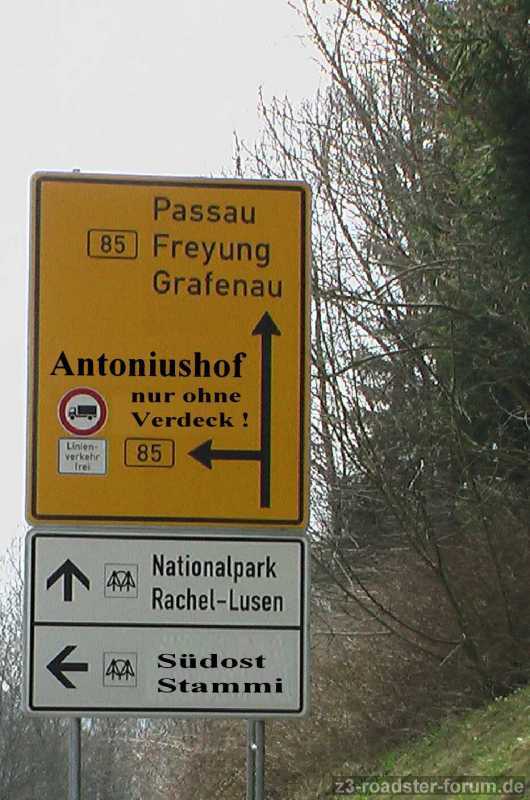 Passau
85 Freyung
Grafenau
Antoniushof
nur ohne
Verdeck !
Linien-
verkehr
frei
85
Nationalpark
Rachel-Lusen
Südost
Stammi
z3-roadster-forum.de